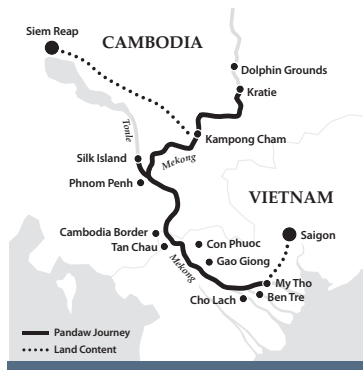 Siem Reap
CAMBODIA
Dolphin Grounds
Kratie
Tonle
Kampong Cham
Silk Island
Mekong
Phnom Penh
VIETNAM
Cambodia Border
Tan Chau
Con Phuoc
Saigon
Gao Giong
Mekong
My Tho
Ben Tre
Cho Lach
Pandaw Journey
Land Content